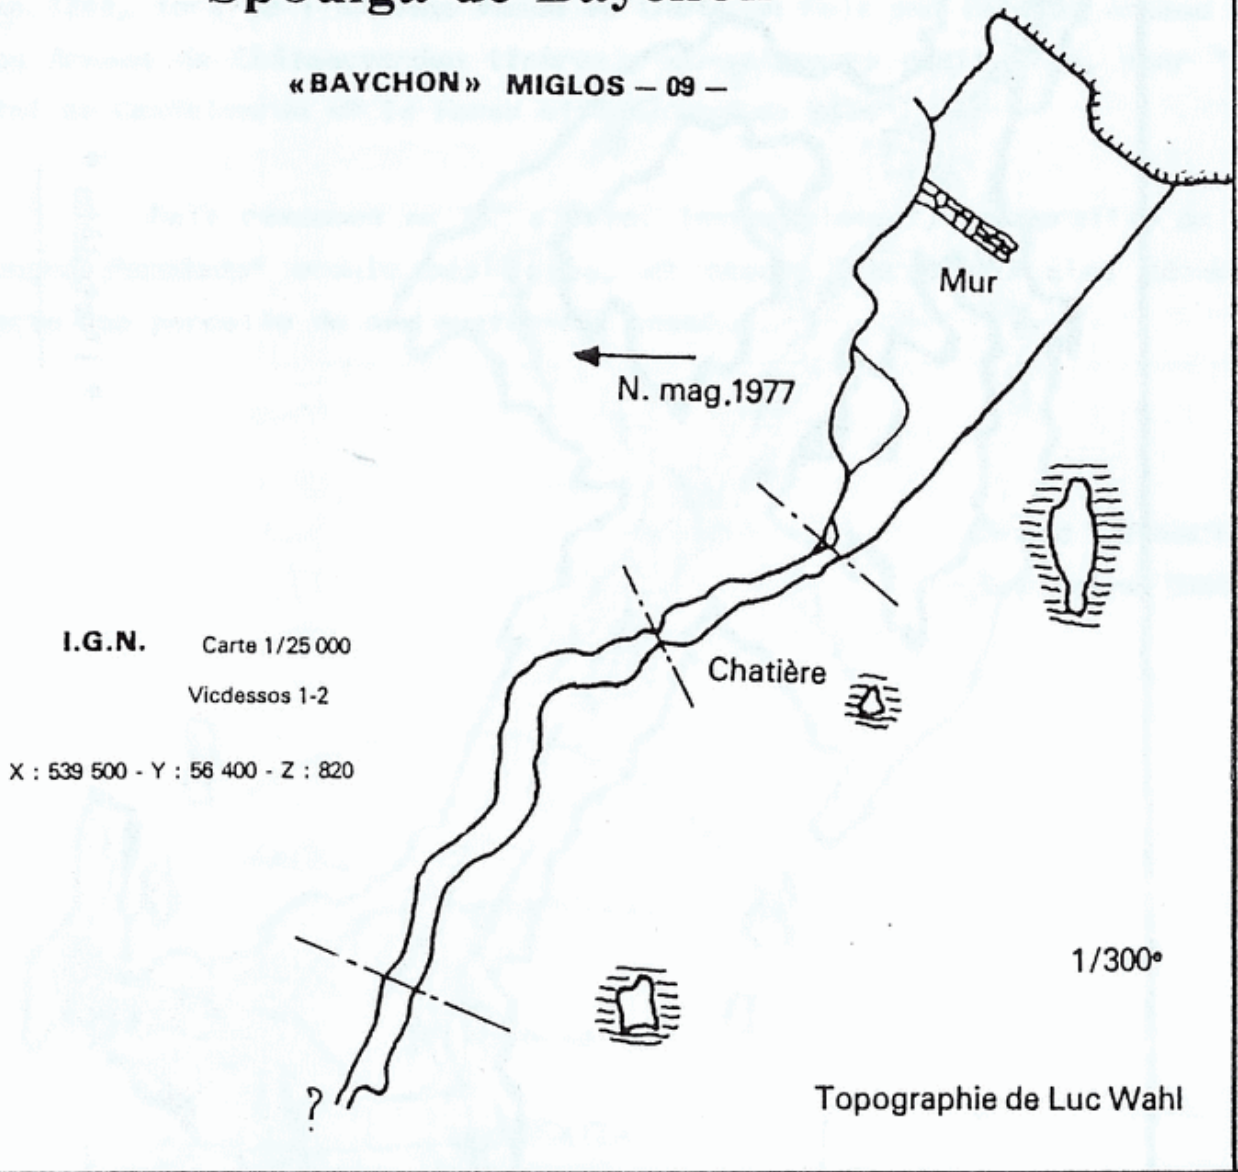 «BAYCHON» MIGLOS – 09 –
Mur
N. mag.1977
I.G.N. Carte 1/25 000
Vicdessos 1-2
Chatière
X : 539 500 - Y : 56 400 - Z : 820
1/300°
?
Topographie de Luc Wahl